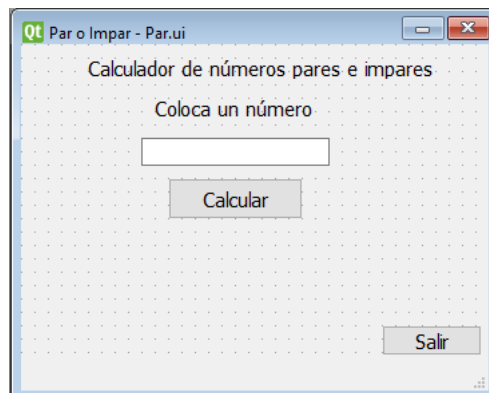 Qt Par o Impar - Par.ui
Calculador de números pares e impares
Coloca un número
Calcular
Salir